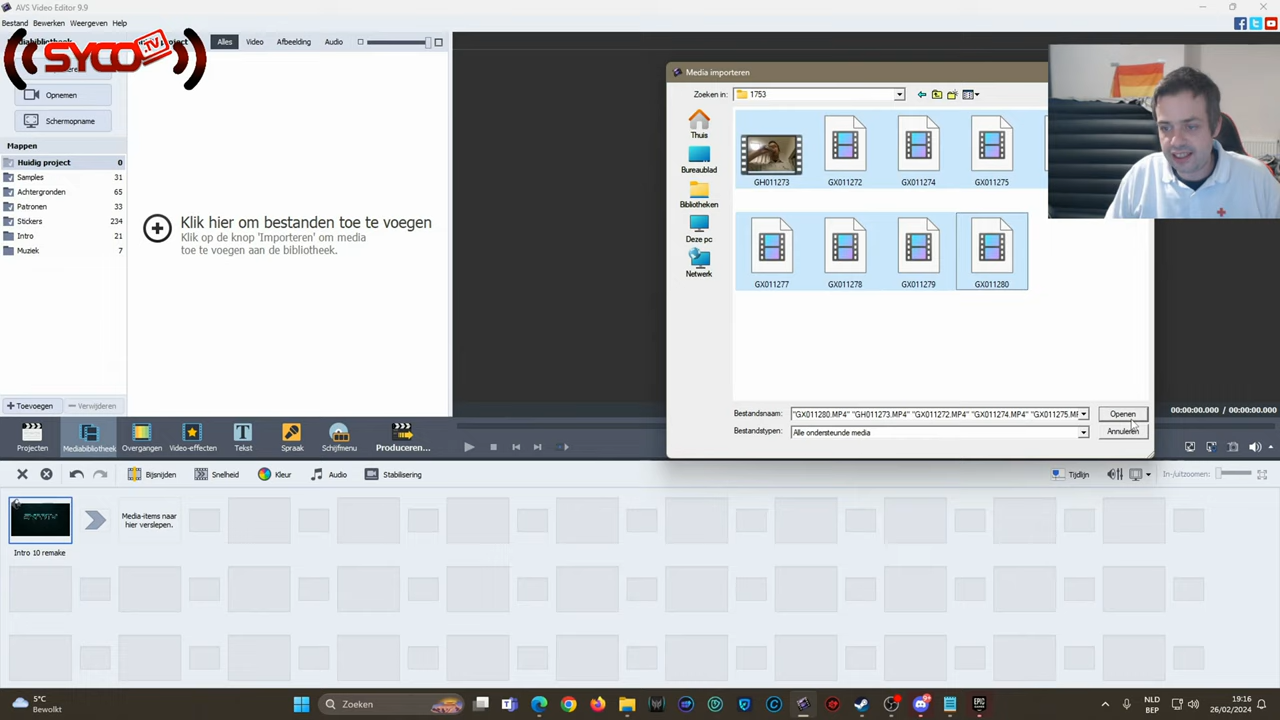 AVS Video Editor 9.9
Bestand Bewerken Weergeven Help
SYCO.TV
Alles Video Afbeelding Audio
Opnemen
Schermopname
Mappen
Huidig project 0
Samples 31
Achtergronden 65
Patronen 33
Stickers 234
Intro 21
Muziek 7
Klik hier om bestanden toe te voegen
Klik op de knop 'Importeren' om media
toe te voegen aan de bibliotheek.
Toevoegen Verwijderen
Media importeren
Zoeken in: 1753
Thuis
Bureaublad
Bibliotheken
Deze pc
Netwerk
GH011273 GX011272 GX011274 GX011275
GX011277 GX011278 GX011279 GX011280
Bestandsnaam: "GX011280.MP4" "GH011273.MP4" "GX011272.MP4" "GX011274.MP4" "GX011275.MP
Openen
Bestandstypen: Alle ondersteunde media
Annuleren
00:00:00.000 / 00:00:00.000
Projecten Mediabibliotheek Overgangen Video-effecten Tekst Spraak Schijfmenu Produceren...
Bijsnijden Snelheid Kleur Audio Stabilisering Tijdlijn In-/uitzoomen:
Media-items naar
hier verslepen.
Intro 10 remake
5°C
Bewolkt
Zoeken
NLD
BEP
19:16
26/02/2024